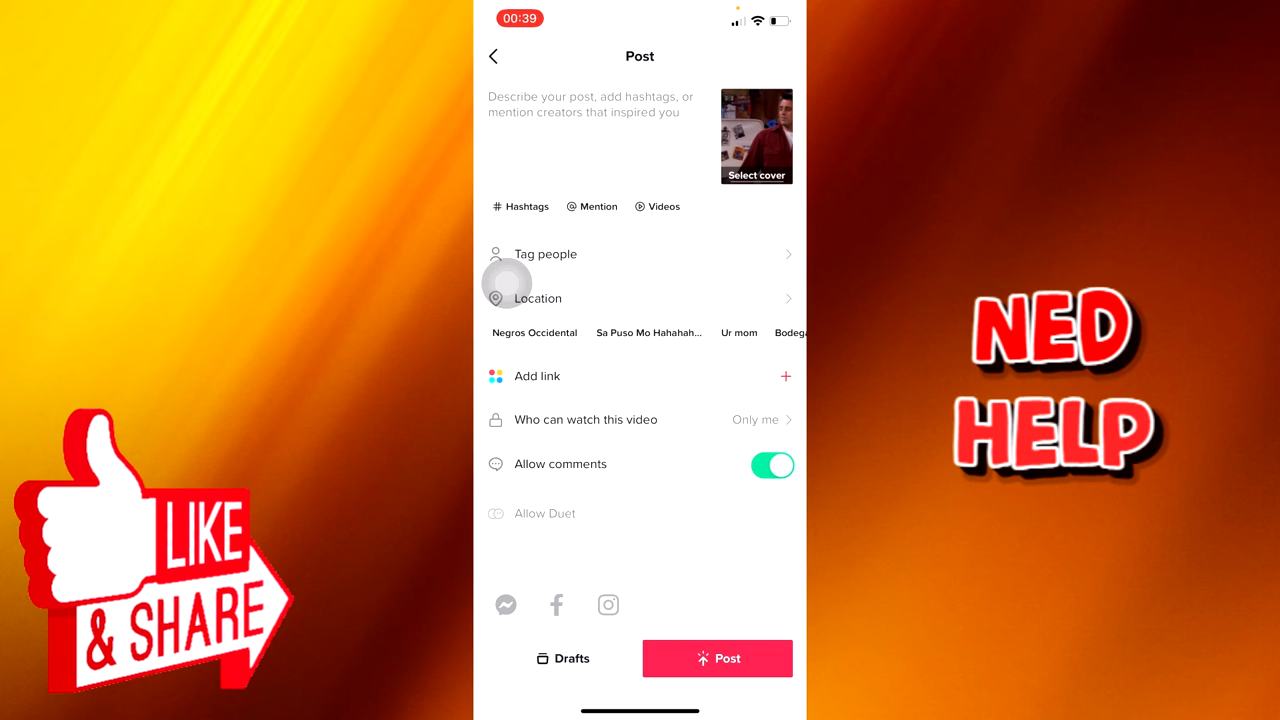 00:39
Post
Describe your post, add hashtags, or
mention creators that inspired you
Select cover
# Hashtags @ Mention Videos
Tag people
Location
Negros Occidental Sa Puso Mo Hahahah... Ur mom Bodega
Add link +
Who can watch this video Only me
Allow comments
Allow Duet
Drafts Post
LIKE
& SHARE
NED
HELP